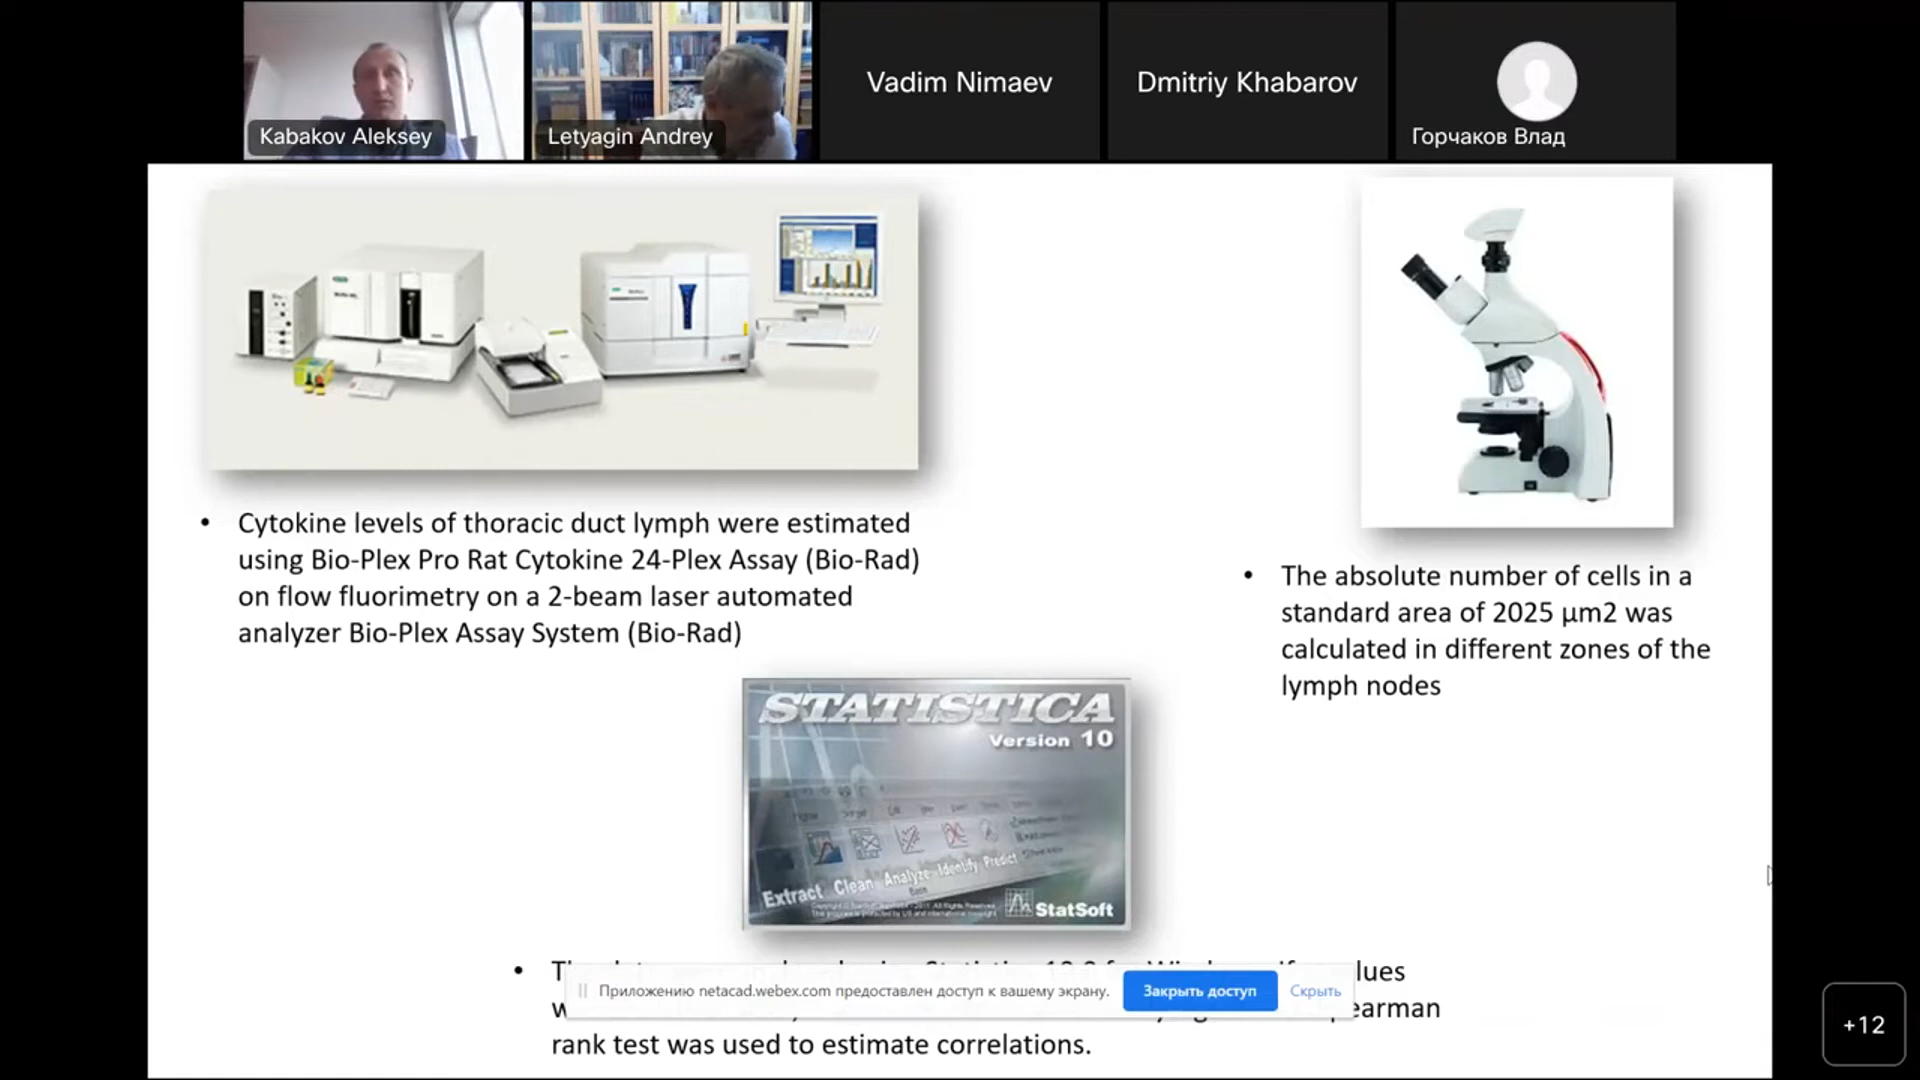 Kabakov Aleksey
Letyagin Andrey
Vadim Nimaev
Dmitriy Khabarov
Горчаков Влад
• Cytokine levels of thoracic duct lymph were estimated
using Bio-Plex Pro Rat Cytokine 24-Plex Assay (Bio-Rad)
on flow fluorimetry on a 2-beam laser automated
analyzer Bio-Plex Assay System (Bio-Rad)
• The absolute number of cells in a
standard area of 2025 µm2 was
calculated in different zones of the
lymph nodes
STATISTICA
Version 10
Extract Clean Analyze Identify Predict
StatSoft
Приложению netacad.webex.com предоставлен доступ к вашему экрану.
Закрыть доступ
Скрыть
rank test was used to estimate correlations.
+12